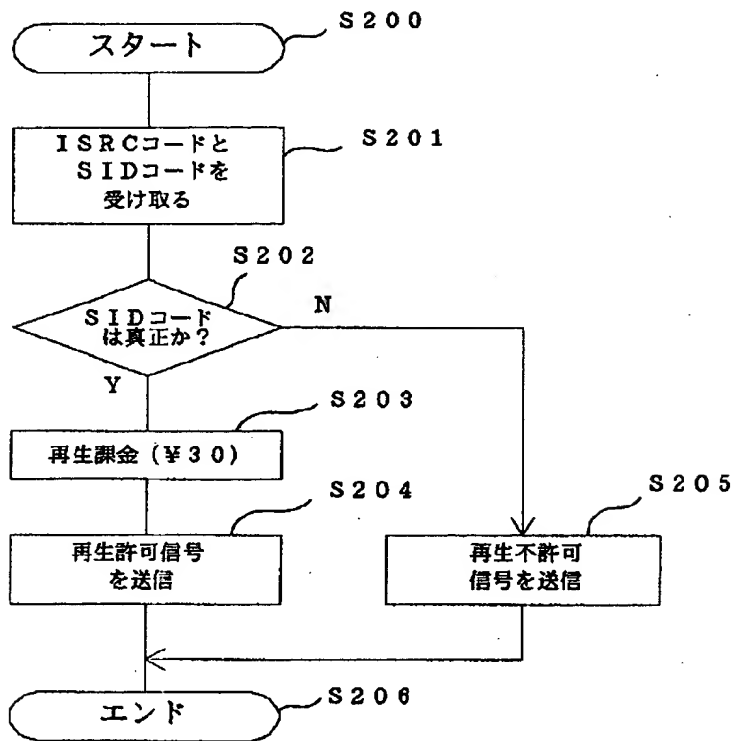 スタート
S200
ISRCコードと
SIDコードを
受け取る
S201
S202
SIDコード
は真正か？
N
Y
S203
再生課金(¥30)
S204
再生許可信号
を送信
S205
再生不許可
信号を送信
エンド
S206